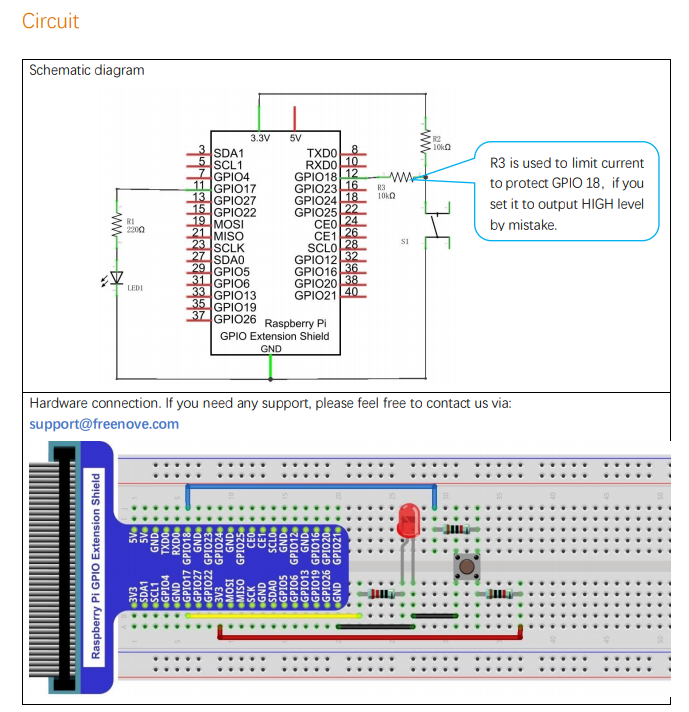 Circuit
Schematic diagram
3.3V 5V
3 SDA1 TXD0 8
5 SCL1 RXD0 10
7 GPIO4 GPIO18 12
11 GPIO17 GPIO23 16
13 GPIO27 GPIO24 18
15 GPIO22 GPIO25 22
19 MOSI CE0 24
21 MISO CE1 26
23 SCLK SCL0 28
27 SDA0 GPIO12 32
29 GPIO5 GPIO16 36
31 GPIO6 GPIO20 38
33 GPIO13 GPIO21 40
35 GPIO19
37 GPIO26
Raspberry Pi
GPIO Extension Shield
GND
R1
220Ω
LED1
R2
10kΩ
R3
10kΩ
S1
R3 is used to limit current
to protect GPIO 18, if you
set it to output HIGH level
by mistake.
Hardware connection. If you need any support, please feel free to contact us via:
support@freenove.com
Raspberry Pi GPIO Extension Shield
5V
5V
GND
TXD0
RXD0
GPIO18
GND
GPIO23
GPIO24
GND
GPIO25
CE0
CE1
SCL0
GND
GPIO12
GND
GPIO16
GPIO20
GPIO21
3V3
SDA1
SCL1
GPIO4
GND
GPIO17
GPIO27
GPIO22
3V3
MOSI
MISO
SCK
GND
SDA0
GPIO5
GPIO6
GPIO13
GPIO19
GPIO26
GND